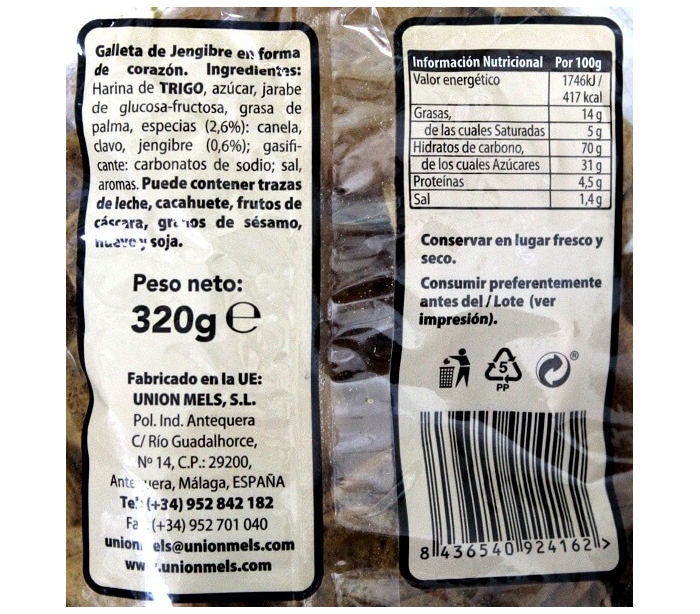 Galleta de Jengibre en forma
de corazón. Ingredientes:
Harina de TRIGO, azúcar, jarabe
de glucosa-fructosa, grasa de
palma, especias (2,6%): canela,
clavo, jengibre (0,6%); gasifi-
cante: carbonatos de sodio; sal,
aromas. Puede contener trazas
de leche, cacahuete, frutos de
cáscara, granos de sésamo,
huevo y soja.
Peso neto:
320g ℮
Fabricado en la UE:
UNION MELS, S.L.
Pol. Ind. Antequera
C/ Río Guadalhorce,
Nº 14, C.P.: 29200,
Antequera, Málaga, ESPAÑA
Tel: (+34) 952 842 182
Fax (+34) 952 701 040
unionmels@unionmels.com
www.unionmels.com
Información Nutricional Por 100g
Valor energético 1746kJ /
417 kcal
Grasas, 14 g
de las cuales Saturadas 5 g
Hidratos de carbono, 70 g
de los cuales Azúcares 31 g
Proteínas 4,5 g
Sal 1,4 g
Conservar en lugar fresco y
seco.
Consumir preferentemente
antes del / Lote (ver
impresión).
5 ®
PP
8 436540 924162 >